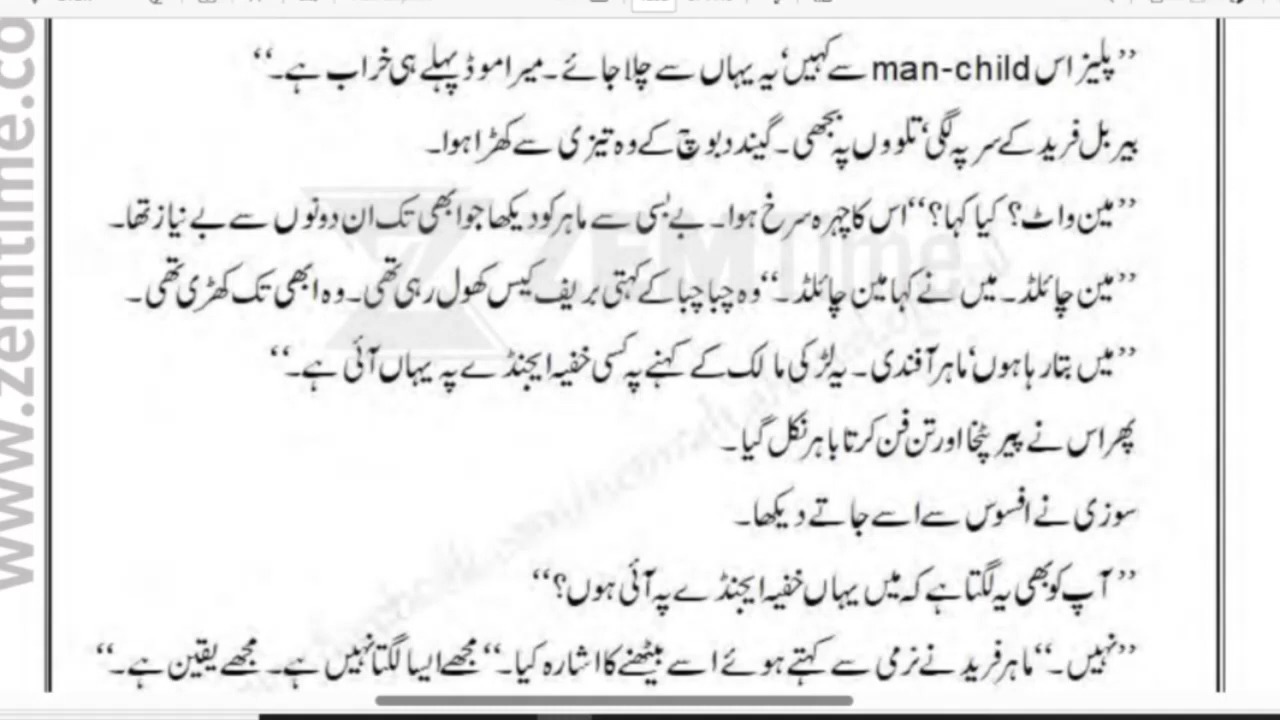 ”پلیز اس man-child سے کہیں‘ یہ یہاں سے چلا جائے۔ میرا موڈ پہلے ہی خراب ہے۔“
بیربل فرید کے سر پہ لگی‘ تلووں پہ بجھی۔ گیند دبوچ کے وہ تیزی سے کھڑا ہوا۔
”مین واٹ؟ کیا کہا؟“ اس کا چہرہ سرخ ہوا۔ بے بسی سے ماہر کو دیکھا جو ابھی تک ان دونوں سے بے نیاز تھا۔
”مین چائلڈ۔ میں نے کہا مین چائلڈ۔“ وہ چبا چبا کے کہتی بریف کیس کھول رہی تھی۔ وہ ابھی تک کھڑی تھی۔
”میں بتا رہا ہوں‘ ماہر آفندی۔ یہ لڑکی مالک کے کہنے پہ کسی خفیہ ایجنڈے پہ یہاں آئی ہے۔“
پھر اس نے پیر پٹخا اور تن فن کرتا باہر نکل گیا۔
سوزی نے افسوس سے اسے جاتے دیکھا۔
”آپ کو بھی یہ لگتا ہے کہ میں یہاں خفیہ ایجنڈے پہ آئی ہوں؟“
”نہیں۔“ ماہر فرید نے نرمی سے کہتے ہوئے اسے بیٹھنے کا اشارہ کیا۔ “مجھے ایسا لگتا نہیں ہے۔ مجھے یقین ہے۔“
www.zemtime.co
ZEMTime